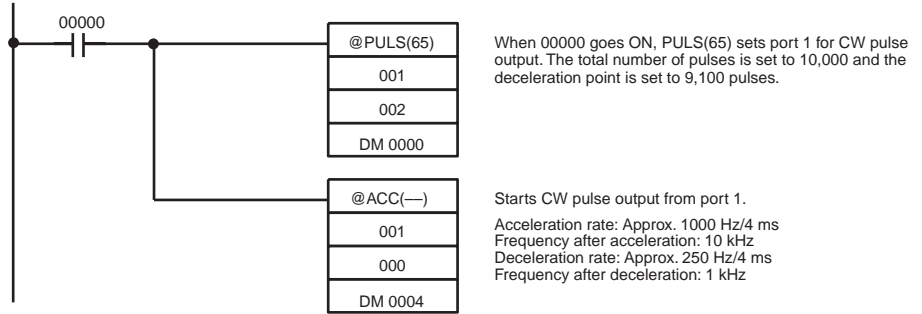 00000
@PULS(65)
001
002
DM 0000
When 00000 goes ON, PULS(65) sets port 1 for CW pulse
output. The total number of pulses is set to 10,000 and the
deceleration point is set to 9,100 pulses.
@ACC(––)
001
000
DM 0004
Starts CW pulse output from port 1.
Acceleration rate: Approx. 1000 Hz/4 ms
Frequency after acceleration: 10 kHz
Deceleration rate: Approx. 250 Hz/4 ms
Frequency after deceleration: 1 kHz